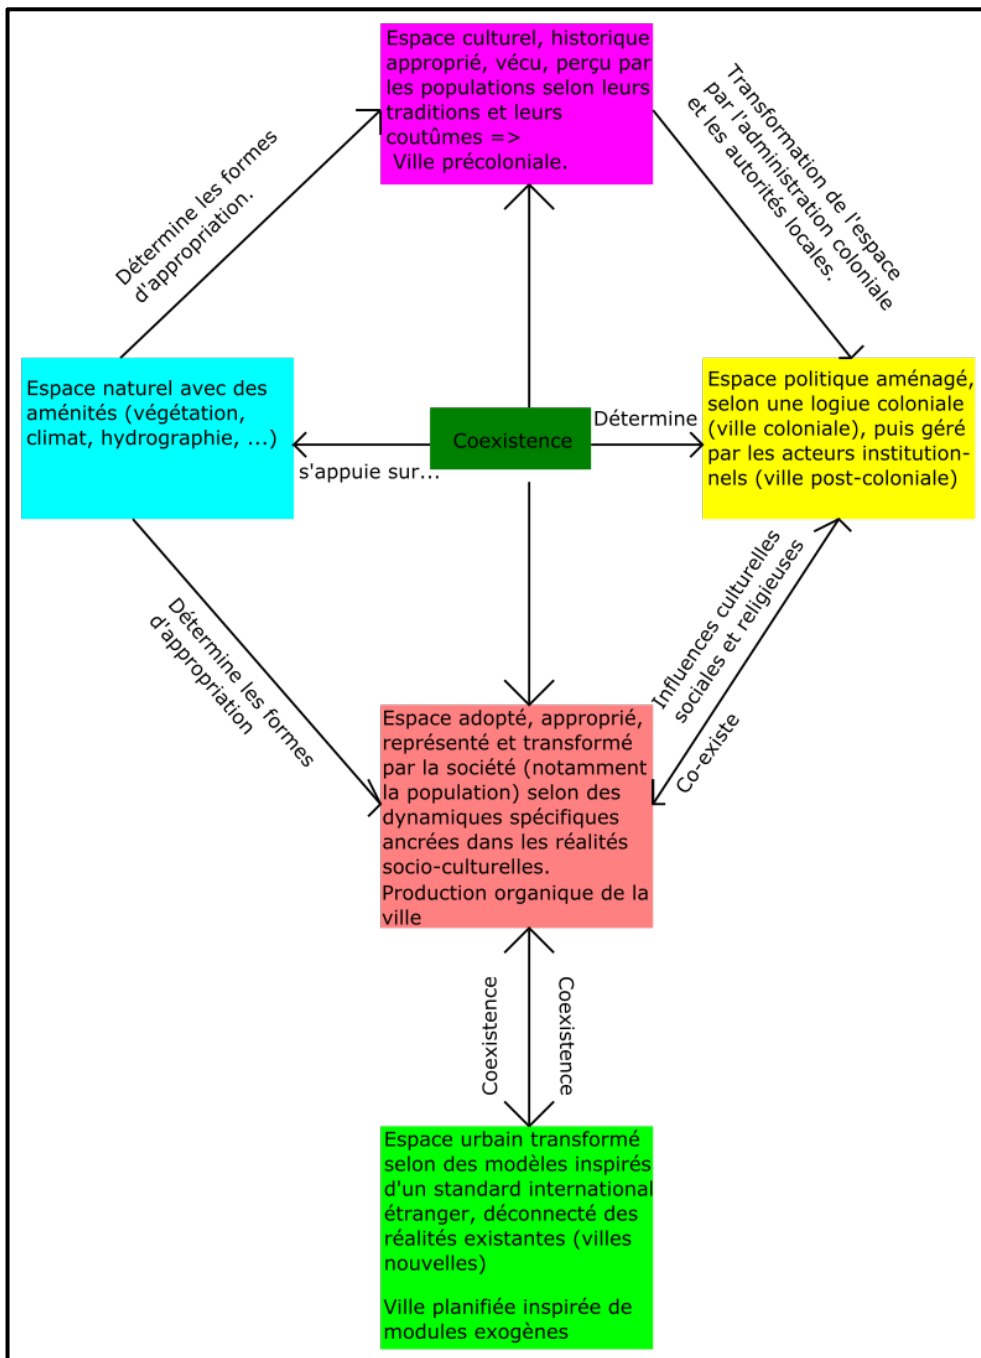 Espace culturel, historique
approprié, vécu, perçu par
les populations selon leurs
traditions et leurs
coutûmes =>
Ville précoloniale.
Détermine les formes
d'appropriation.
Transformation de l'espace
par l'administration coloniale
et les autorités locales.
Espace naturel avec des
aménités (végétation,
climat, hydrographie, ...)
Coexistence
s'appuie sur...
Détermine
Espace politique aménagé,
selon une logiue coloniale
(ville coloniale), puis géré
par les acteurs institution-
nels (ville post-coloniale)
Détermine les formes
d'appropriation
Influences culturelles
sociales et religieuses
Co-existe
Espace adopté, approprié,
représenté et transformé
par la société (notamment
la population) selon des
dynamiques spécifiques
ancrées dans les réalités
socio-culturelles.
Production organique de la
ville
Coexistence
Coexistence
Espace urbain transformé
selon des modèles inspirés
d'un standard international
étranger, déconnecté des
réalités existantes (villes
nouvelles)
Ville planifiée inspirée de
modules exogènes